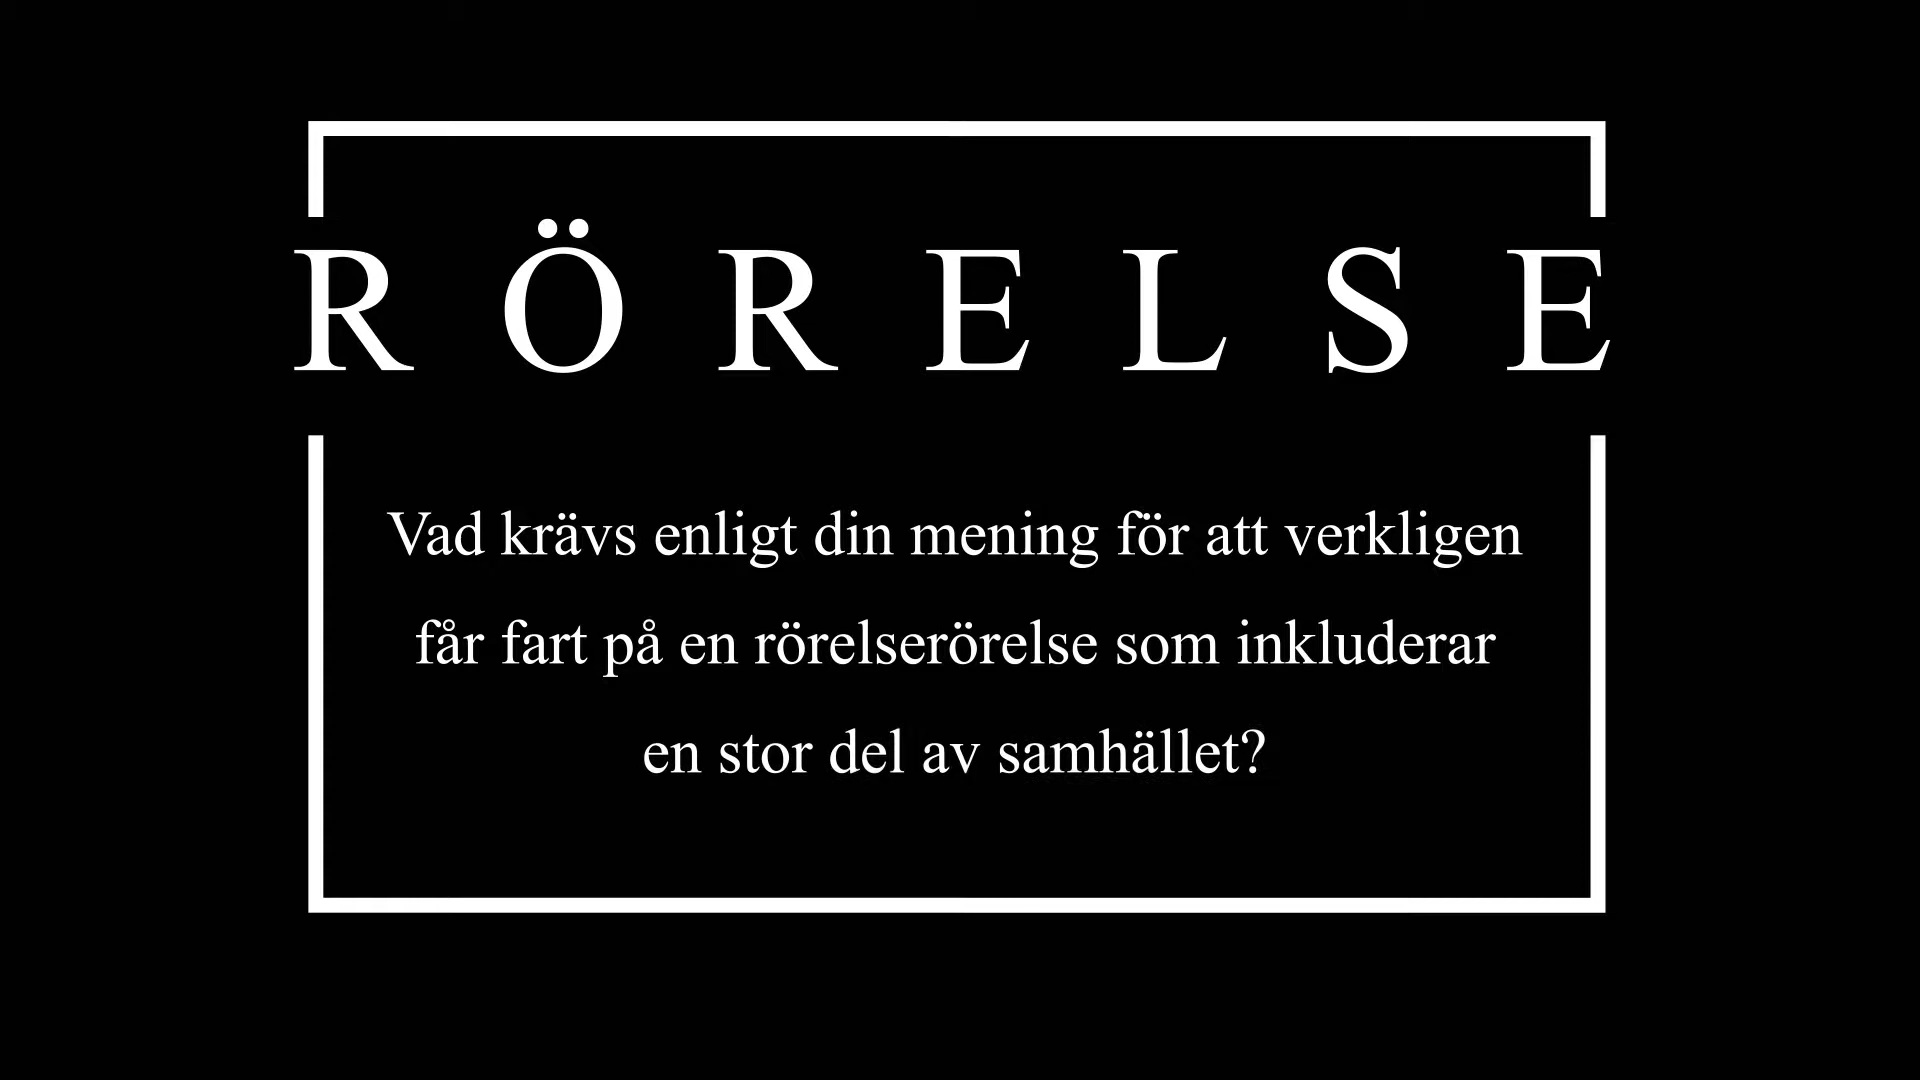 RÖRELSE
Vad krävs enligt din mening för att verkligen
får fart på en rörelserörelse som inkluderar
en stor del av samhället?